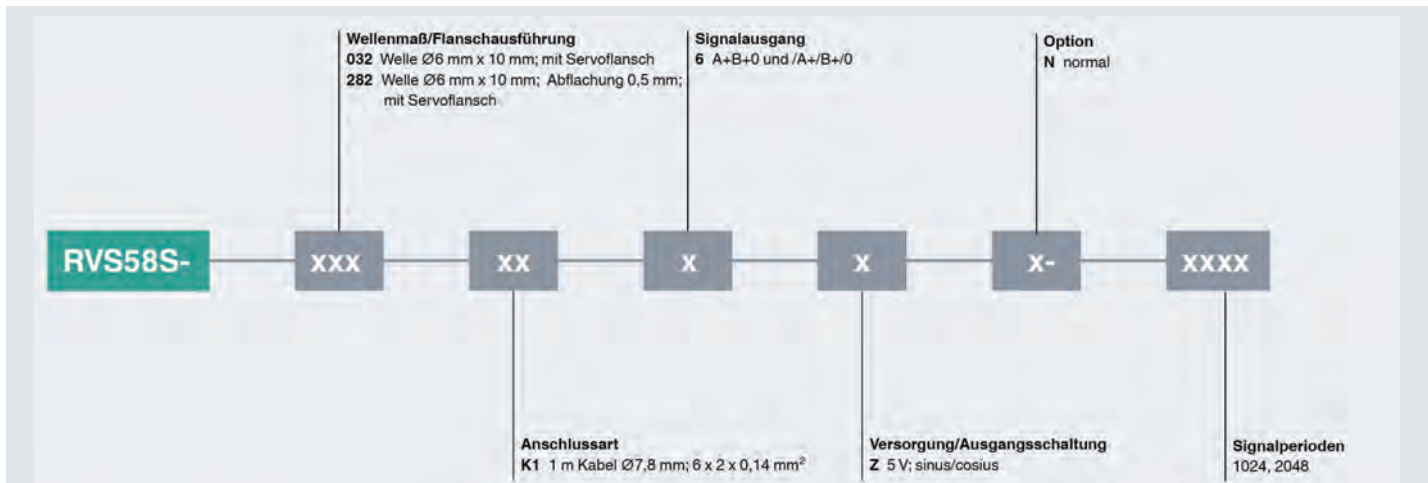 Wellenmaß/Flanschausführung
032 Welle Ø6 mm x 10 mm; mit Servoflansch
282 Welle Ø6 mm x 10 mm; Abflachung 0,5 mm;
mit Servoflansch
Signalausgang
6 A+B+0 und /A+/B+/0
Option
N normal
RVS58S-
xxx
xx
x
x
x-
xxxx
Anschlussart
K1 1 m Kabel Ø7,8 mm; 6 x 2 x 0,14 mm²
Versorgung/Ausgangsschaltung
Z 5 V; sinus/cosius
Signalperioden
1024, 2048